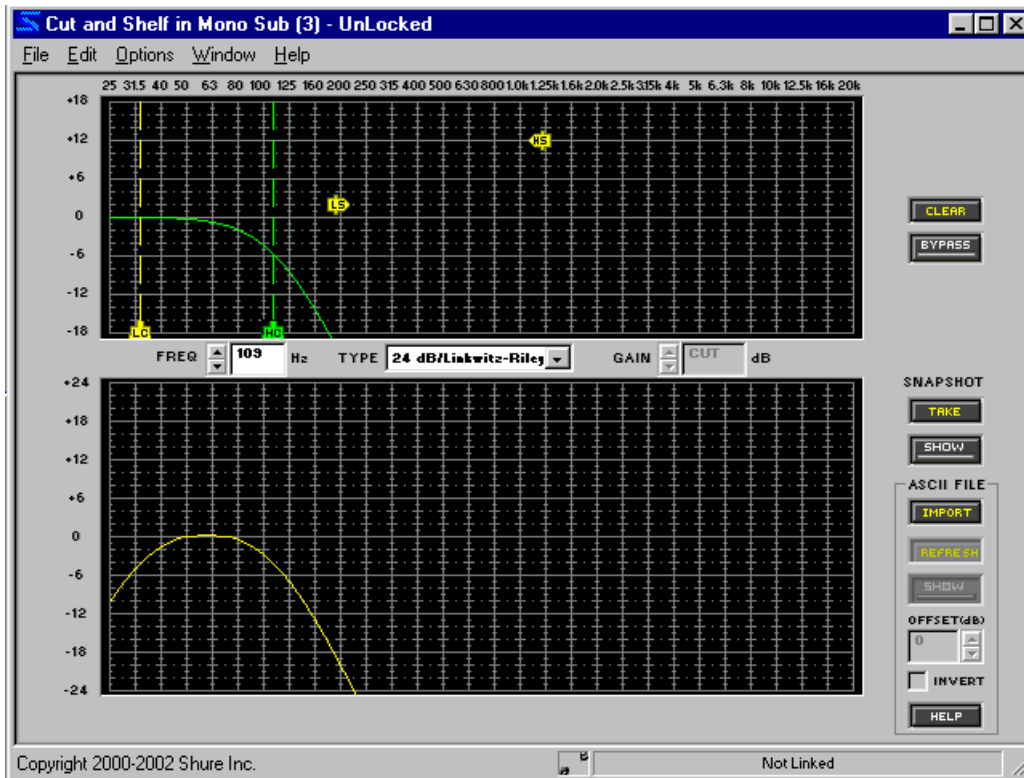 Cut and Shelf in Mono Sub (3) - UnLocked
File Edit Options Window Help
25 31.5 40 50 63 80 100 125 160 200 250 315 400 500 630 800 1.0k 1.25k 1.6k 2.0k 2.5k 3.15k 4k 5k 6.3k 8k 10k 12.5k 16k 20k
+18
+12
HS
+6
LS
0
-6
-12
-18
LC HC
CLEAR
BYPASS
FREQ 109 Hz TYPE 24 dB/Linkwitz-Riley GAIN CUT dB
+24
+18
+12
+6
0
-6
-12
-18
-24
SNAPSHOT
TAKE
SHOW
ASCII FILE
IMPORT
REFRESH
SHOW
OFFSET(dB)
0
INVERT
HELP
Copyright 2000-2002 Shure Inc.
a B
Not Linked